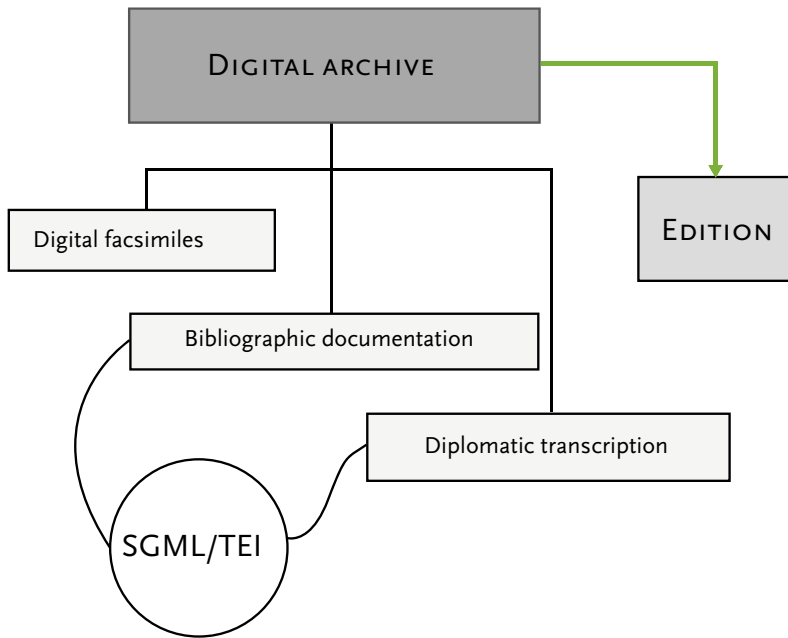 Digital archive
Edition
Digital facsimiles
Bibliographic documentation
Diplomatic transcription
SGML/TEI